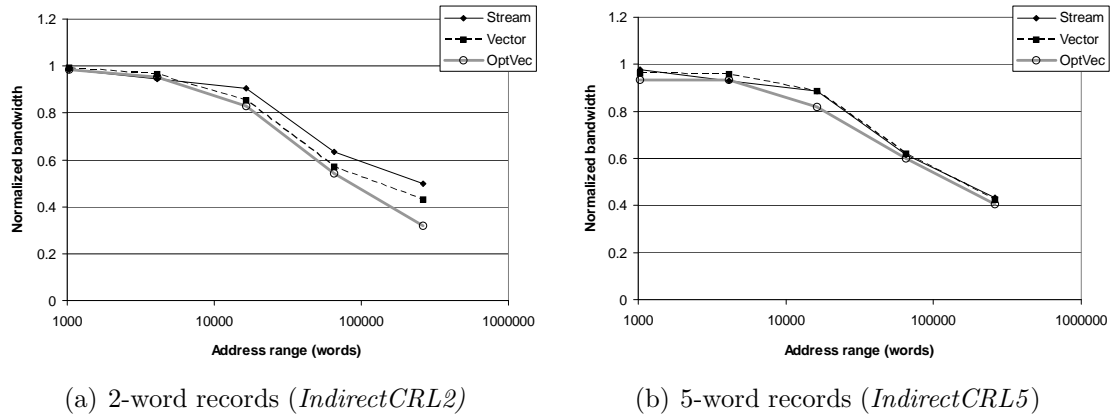 1.2
1
0.8
0.6
0.4
0.2
0
Normalized bandwidth
1000
10000
100000
1000000
Address range (words)
Stream
Vector
OptVec
(a) 2-word records (IndirectCRL2)
1.2
1
0.8
0.6
0.4
0.2
0
Normalized bandwidth
1000
10000
100000
1000000
Address range (words)
Stream
Vector
OptVec
(b) 5-word records (IndirectCRL5)